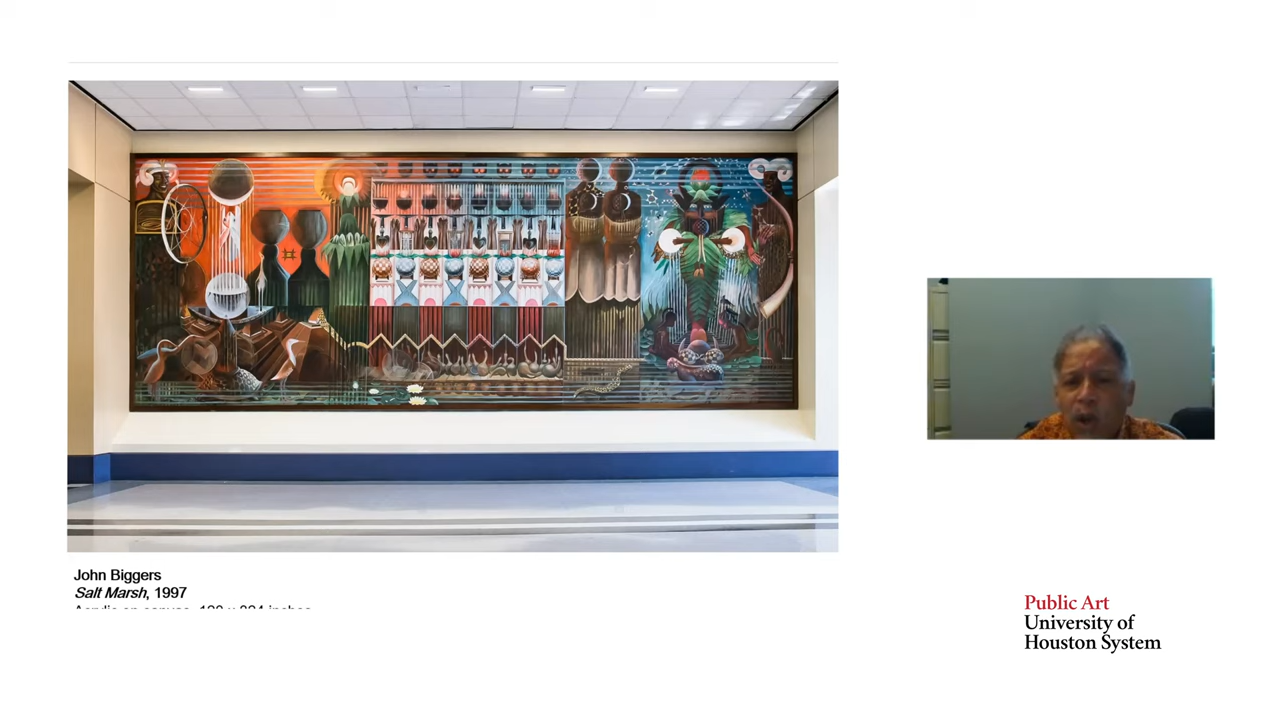 John Biggers
Salt Marsh, 1997
Public Art
University of
Houston System